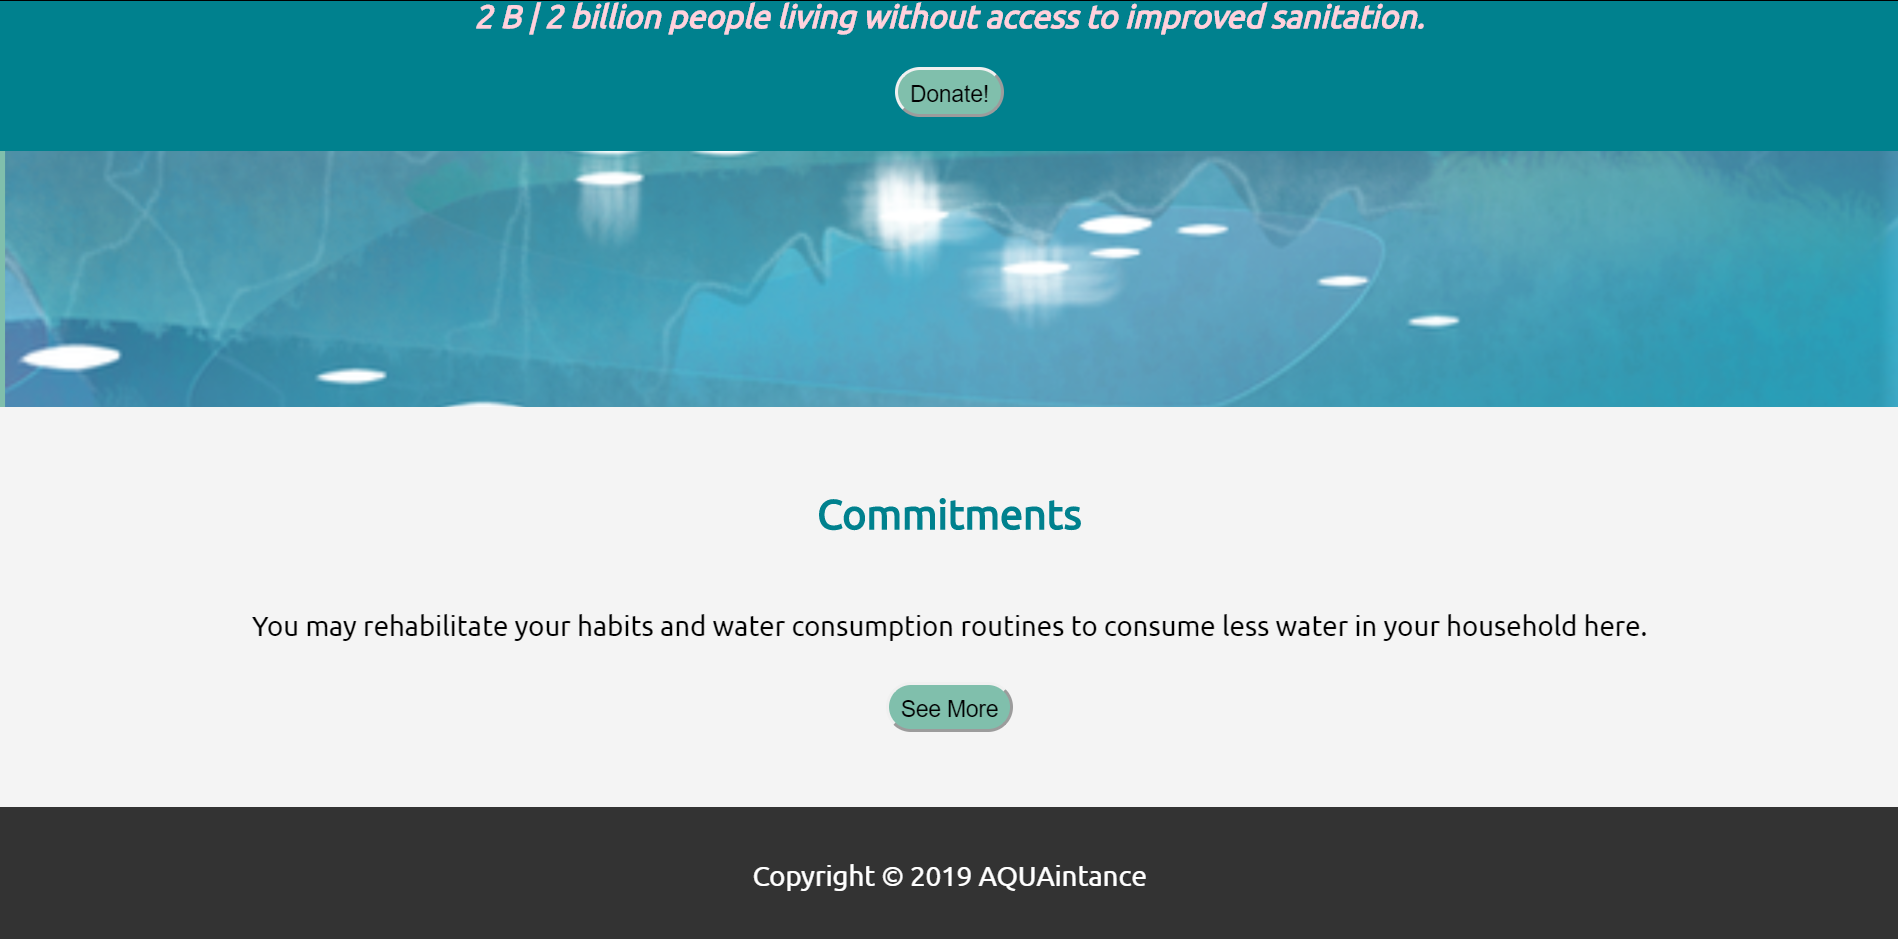 2 B | 2 billion people living without access to improved sanitation.
Donate!
Commitments
You may rehabilitate your habits and water consumption routines to consume less water in your household here.
See More
Copyright © 2019 AQUAintance